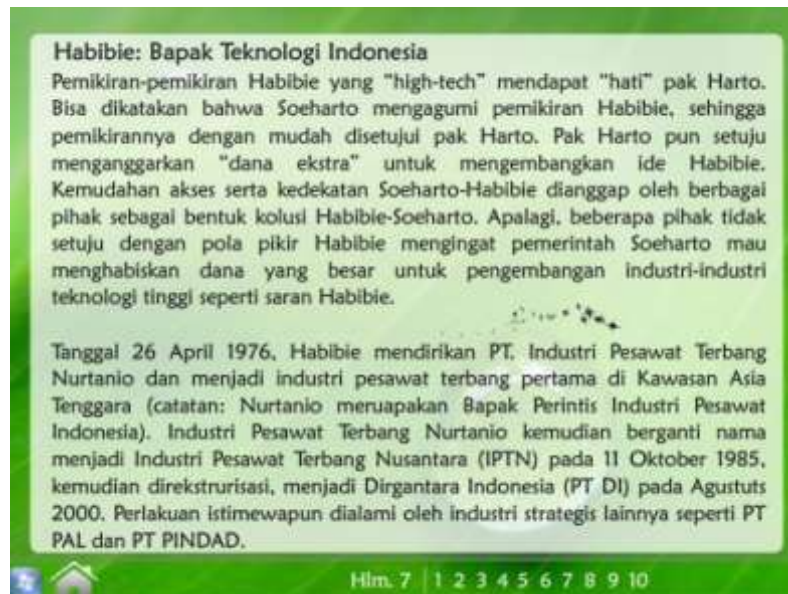 Habibie: Bapak Teknologi Indonesia
Pemikiran-pemikiran Habibie yang "high-tech" mendapat "hati" pak Harto.
Bisa dikatakan bahwa Soeharto mengagumi pemikiran Habibie, sehingga
pemikirannya dengan mudah disetujui pak Harto. Pak Harto pun setuju
menganggarkan "dana ekstra" untuk mengembangkan ide Habibie.
Kemudahan akses serta kedekatan Soeharto-Habibie dianggap oleh berbagai
pihak sebagai bentuk kolusi Habibie-Soeharto. Apalagi, beberapa pihak tidak
setuju dengan pola pikir Habibie mengingat pemerintah Soeharto mau
menghabiskan dana yang besar untuk pengembangan industri-industri
teknologi tinggi seperti saran Habibie.
Tanggal 26 April 1976, Habibie mendirikan PT. Industri Pesawat Terbang
Nurtanio dan menjadi industri pesawat terbang pertama di Kawasan Asia
Tenggara (catatan: Nurtanio meruapakan Bapak Perintis Industri Pesawat
Indonesia). Industri Pesawat Terbang Nurtanio kemudian berganti nama
menjadi Industri Pesawat Terbang Nusantara (IPTN) pada 11 Oktober 1985,
kemudian direkstrurisasi, menjadi Dirgantara Indonesia (PT DI) pada Agustuts
2000. Perlakuan istimewapun dialami oleh industri strategis lainnya seperti PT
PAL dan PT PINDAD.
Hlm. 7 | 1 2 3 4 5 6 7 8 9 10